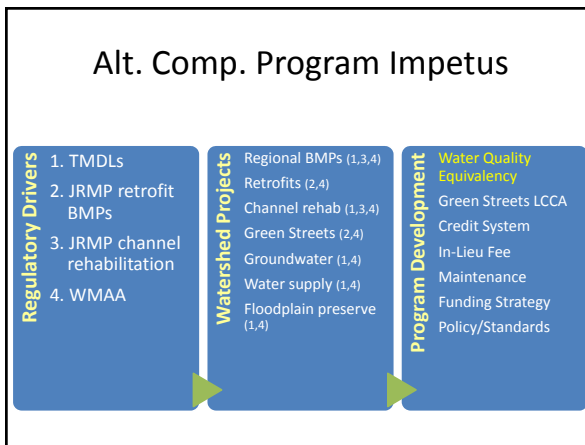 Alt. Comp. Program Impetus
Regulatory Drivers
1. TMDLs
2. JRMP retrofit
BMPs
3. JRMP channel
rehabilitation
4. WMAA
Watershed Projects
Regional BMPs (1,3,4)
Retrofits (2,4)
Channel rehab (1,3,4)
Green Streets (2,4)
Groundwater (1,4)
Water supply (1,4)
Floodplain preserve
(1,4)
Program Development
Water Quality
Equivalency
Green Streets LCCA
Credit System
In-Lieu Fee
Maintenance
Funding Strategy
Policy/Standards